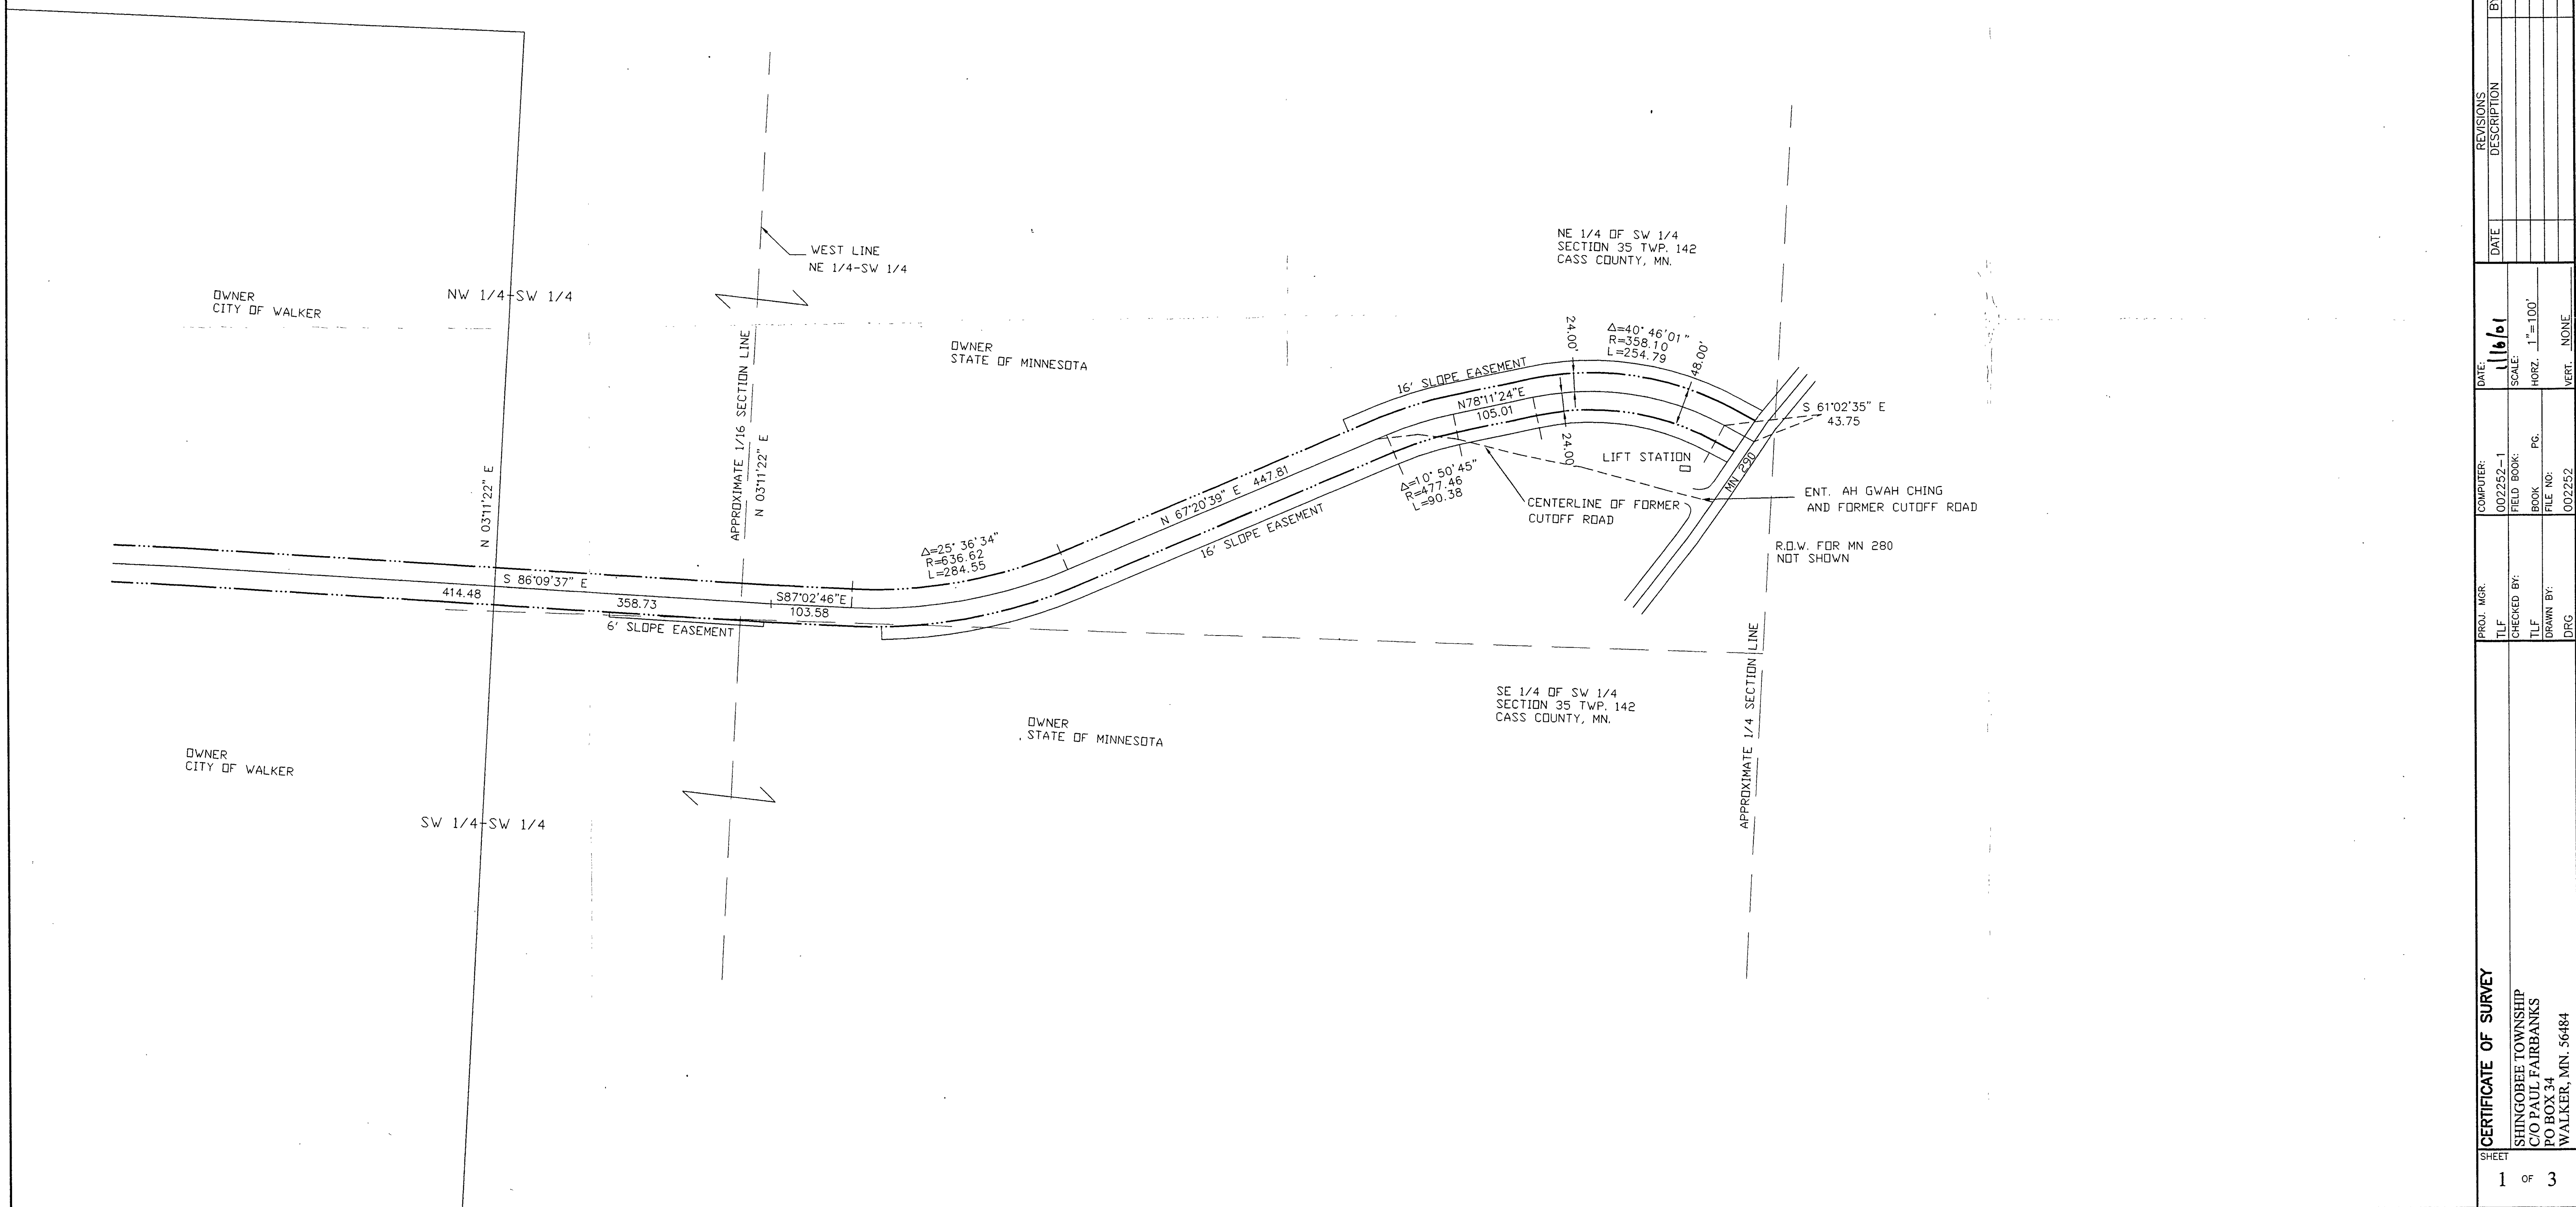 WEST LINE
NE 1/4-SW 1/4
NE 1/4 OF SW 1/4
SECTION 35 TWP. 142
CASS COUNTY, MN.
OWNER
CITY OF WALKER
NW 1/4-SW 1/4
OWNER
STATE OF MINNESOTA
APPROXIMATE 1/16 SECTION LINE
N 03°11'22" E
N 03°11'22" E
16' SLOPE EASEMENT
24.00'
Δ=40° 46'01"
R=358.10
L=254.79
48.00'
N78°11'24"E
105.01
24.00
S 61°02'35" E
43.75
LIFT STATION
MN 290
Δ=10° 50'45"
R=477.46
L=90.38
CENTERLINE OF FORMER
CUTOFF ROAD
ENT. AH GWAH CHING
AND FORMER CUTOFF ROAD
R.O.W. FOR MN 280
NOT SHOWN
N 67°20'39" E 447.81
16' SLOPE EASEMENT
Δ=25° 36'34"
R=636.62
L=284.55
S 86°09'37" E
414.48
358.73
S87°02'46"E
103.58
6' SLOPE EASEMENT
SE 1/4 OF SW 1/4
SECTION 35 TWP. 142
CASS COUNTY, MN.
APPROXIMATE 1/4 SECTION LINE
OWNER
STATE OF MINNESOTA
OWNER
CITY OF WALKER
SW 1/4-SW 1/4
SHEET
1 OF 3
CERTIFICATE OF SURVEY
SHINGOBEE TOWNSHIP
C/O PAUL FAIRBANKS
PO BOX 34
WALKER, MN. 56484
PROJ. MGR.
TLF
CHECKED BY:
TLF
DRAWN BY:
DRG
COMPUTER:
002252-1
FIELD BOOK:
BOOK PG.
FILE NO:
002252
DATE:
1/16/01
SCALE:
HORZ. 1"=100'
VERT. NONE
REVISIONS
DATE DESCRIPTION BY